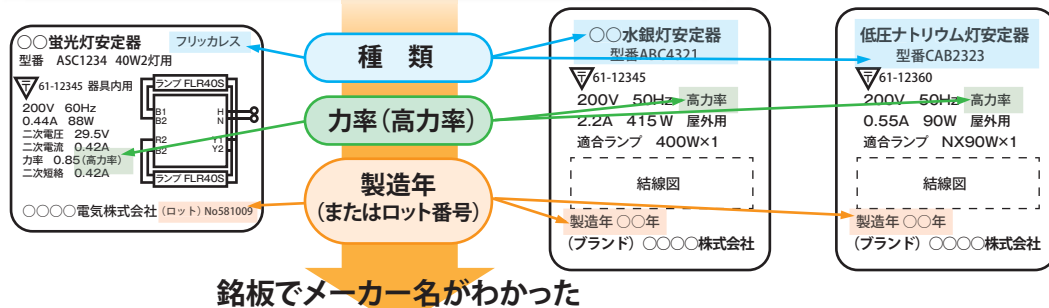 ○○蛍光灯安定器 フリッカレス
型番 ASC1234 40W2灯用
T 61-12345 器具内用
200V 60Hz
0.44A 88W
二次電圧 29.5V
二次電流 0.42A
力率 0.85(高力率)
二次短絡 0.42A
ランプ FLR40S
B1 H
B2 N
R2 Y1
B2 Y2
ランプ FLR40S
○○○○電気株式会社 (ロット) No581009
種 類
力率(高力率)
製造年
(またはロット番号)
○○水銀灯安定器
型番ABC4321
T 61-12345
200V 50Hz 高力率
2.2A 415W 屋外用
適合ランプ 400W×1
結線図
製造年 ○○年
(ブランド) ○○○○株式会社
低圧ナトリウム灯安定器
型番CAB2323
T 61-12360
200V 50Hz 高力率
0.55A 90W 屋外用
適合ランプ NX90W×1
結線図
製造年 ○○年
(ブランド) ○○○○株式会社
銘板でメーカー名がわかった